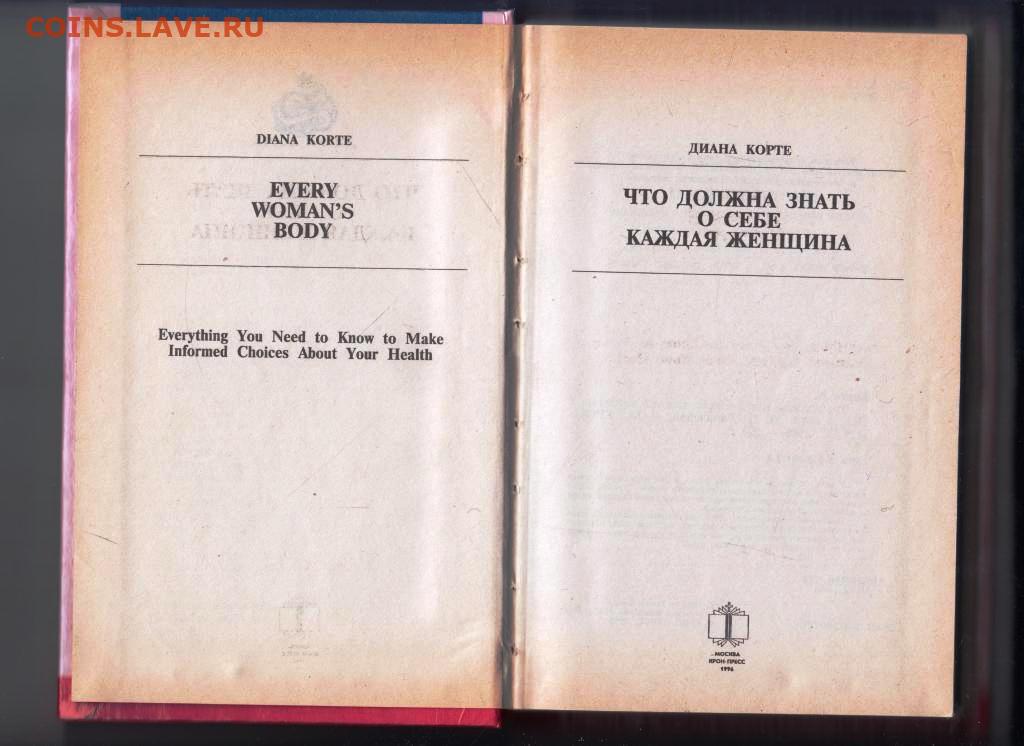 COINS.LAVE.RU
DIANA KORTE
EVERY
WOMAN'S
BODY
Everything You Need to Know to Make
Informed Choices About Your Health
ДИАНА КОРТЕ
ЧТО ДОЛЖНА ЗНАТЬ
О СЕБЕ
КАЖДАЯ ЖЕНЩИНА
МОСКВА
КРОН-ПРЕСС
1996